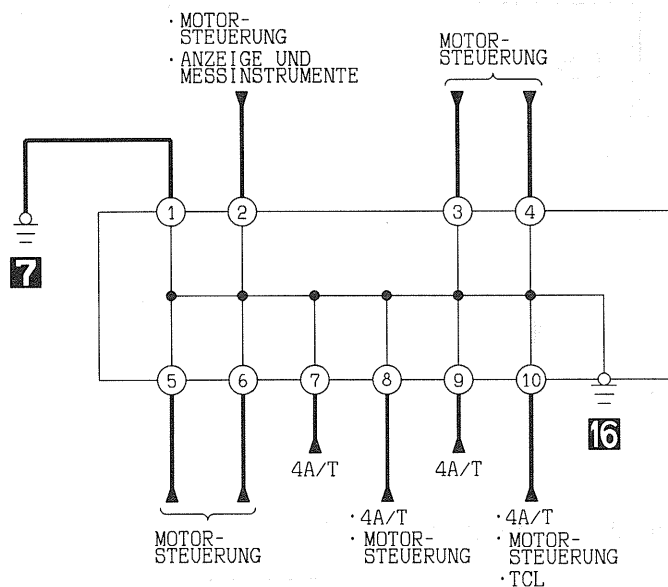 · MOTOR-
STEUERUNG
· ANZEIGE UND
MESSINSTRUMENTE
MOTOR-
STEUERUNG
1
2
3
4
7
5
6
7
8
9
10
16
4A/T
4A/T
MOTOR-
STEUERUNG
· 4A/T
· MOTOR-
STEUERUNG
· 4A/T
· MOTOR-
STEUERUNG
· TCL